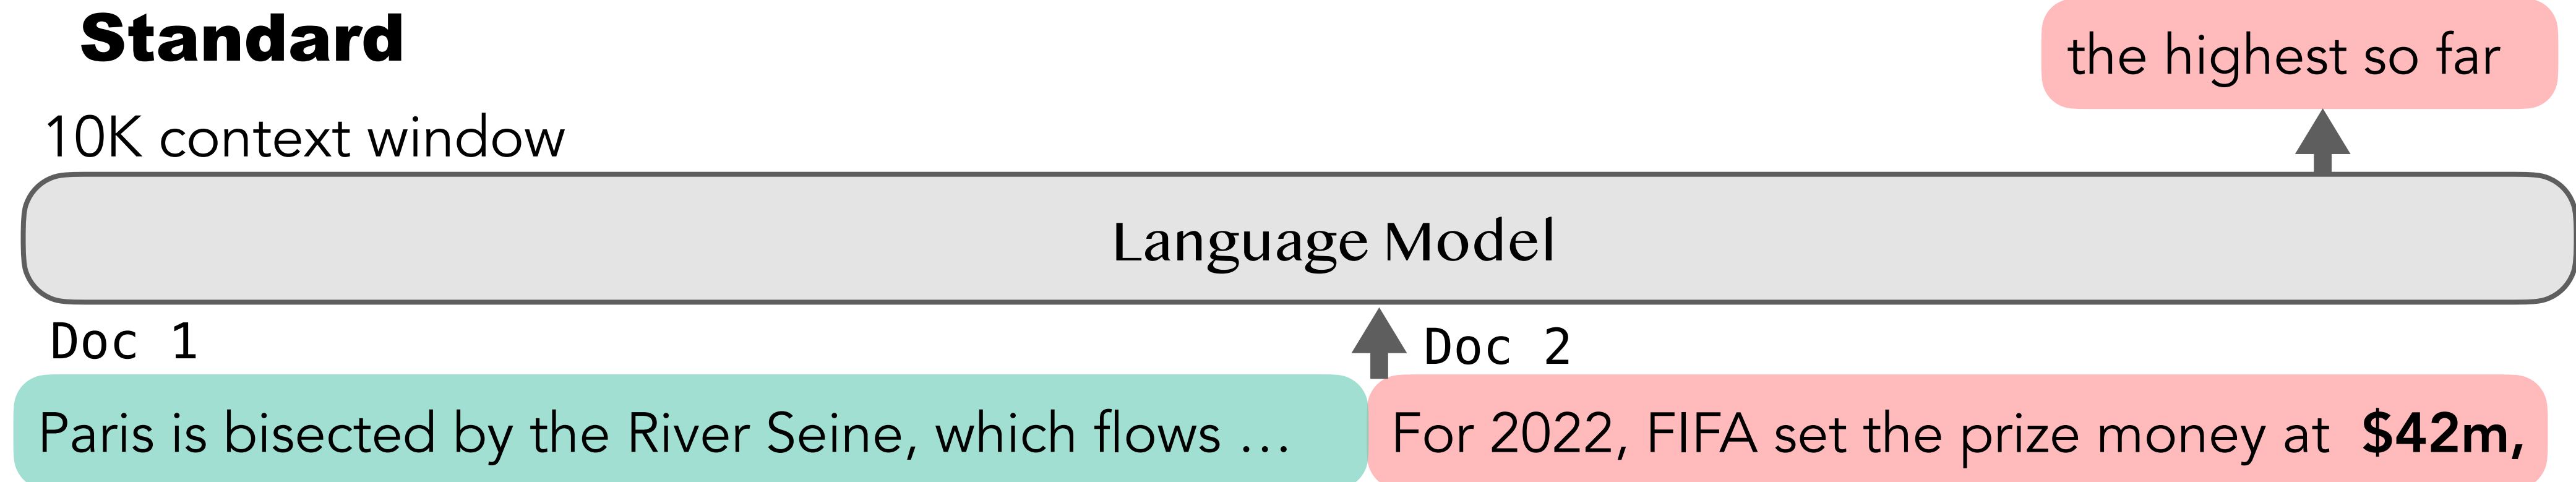 Standard
the highest so far
10K context window
Language Model
Doc 1
Doc 2
Paris is bisected by the River Seine, which flows …
For 2022, FIFA set the prize money at $42m,